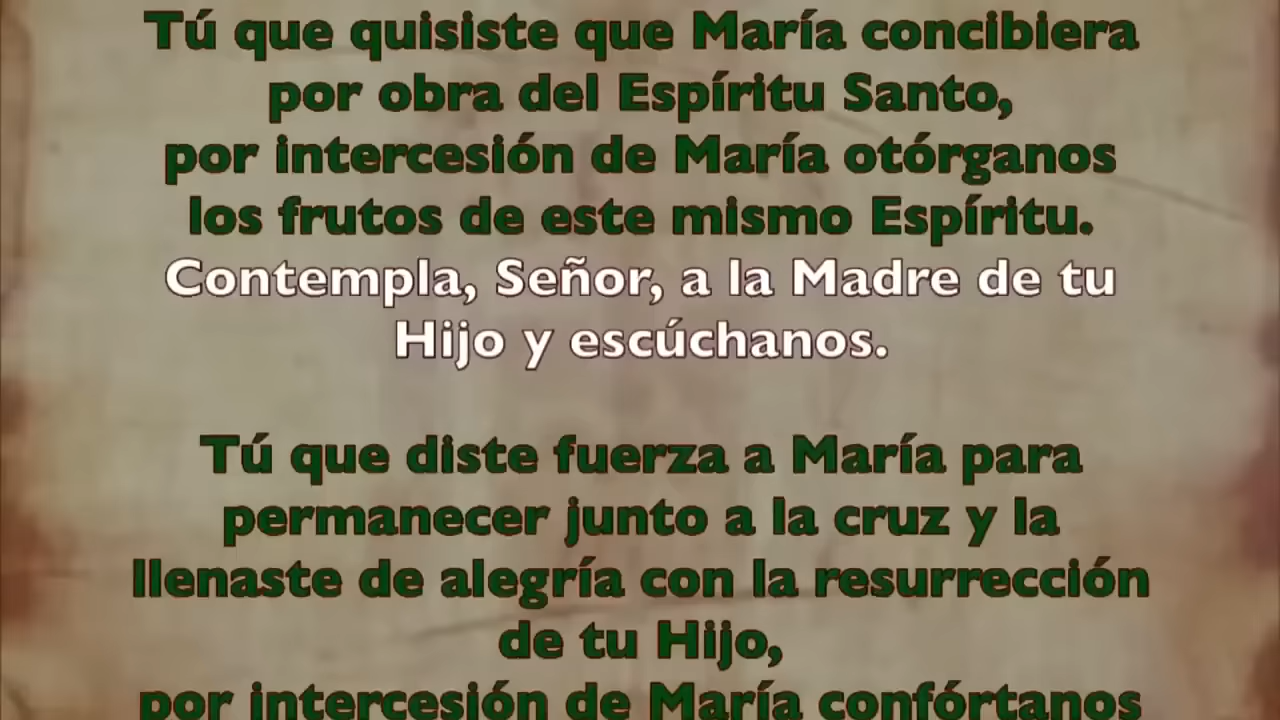 Tú que quisiste que María concibiera
por obra del Espíritu Santo,
por intercesión de María otórganos
los frutos de este mismo Espíritu.
Contempla, Señor, a la Madre de tu
Hijo y escúchanos.
Tú que diste fuerza a María para
permanecer junto a la cruz y la
llenaste de alegría con la resurrección
de tu Hijo,
por intercesión de María confórtanos